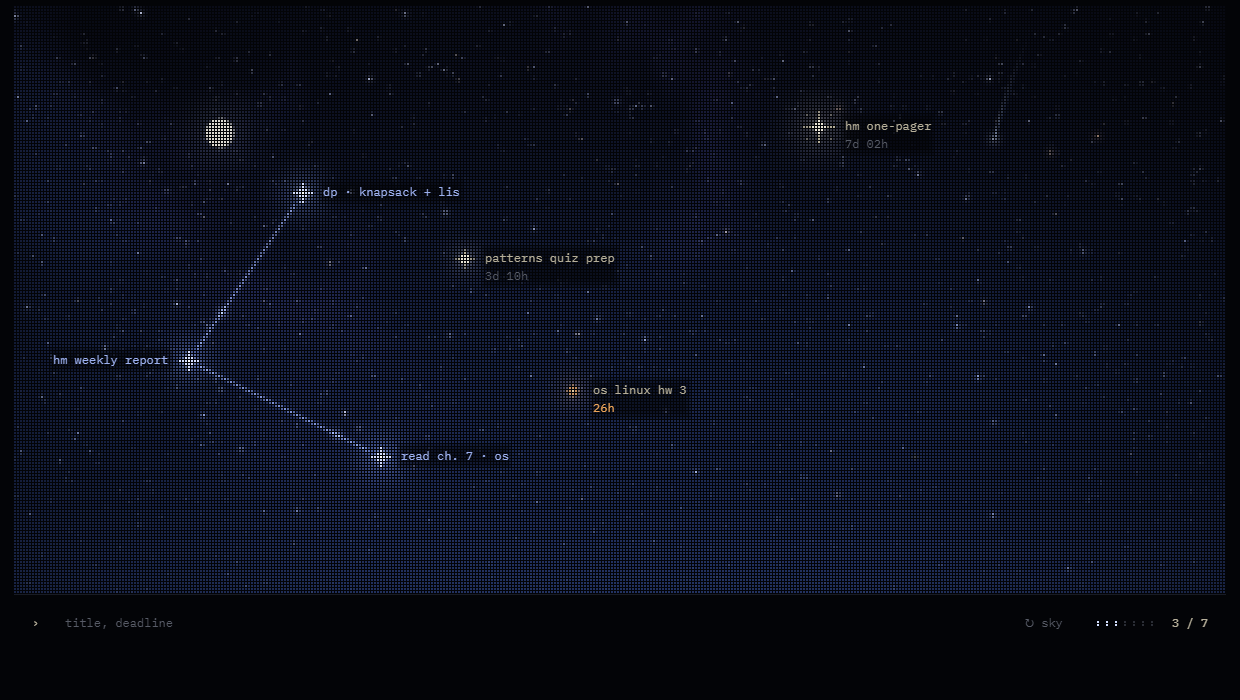 hm one-pager
7d 02h
dp · knapsack + lis
patterns quiz prep
3d 10h
hm weekly report
os linux hw 3
26h
read ch. 7 · os
› title, deadline
↻ sky
3 / 7